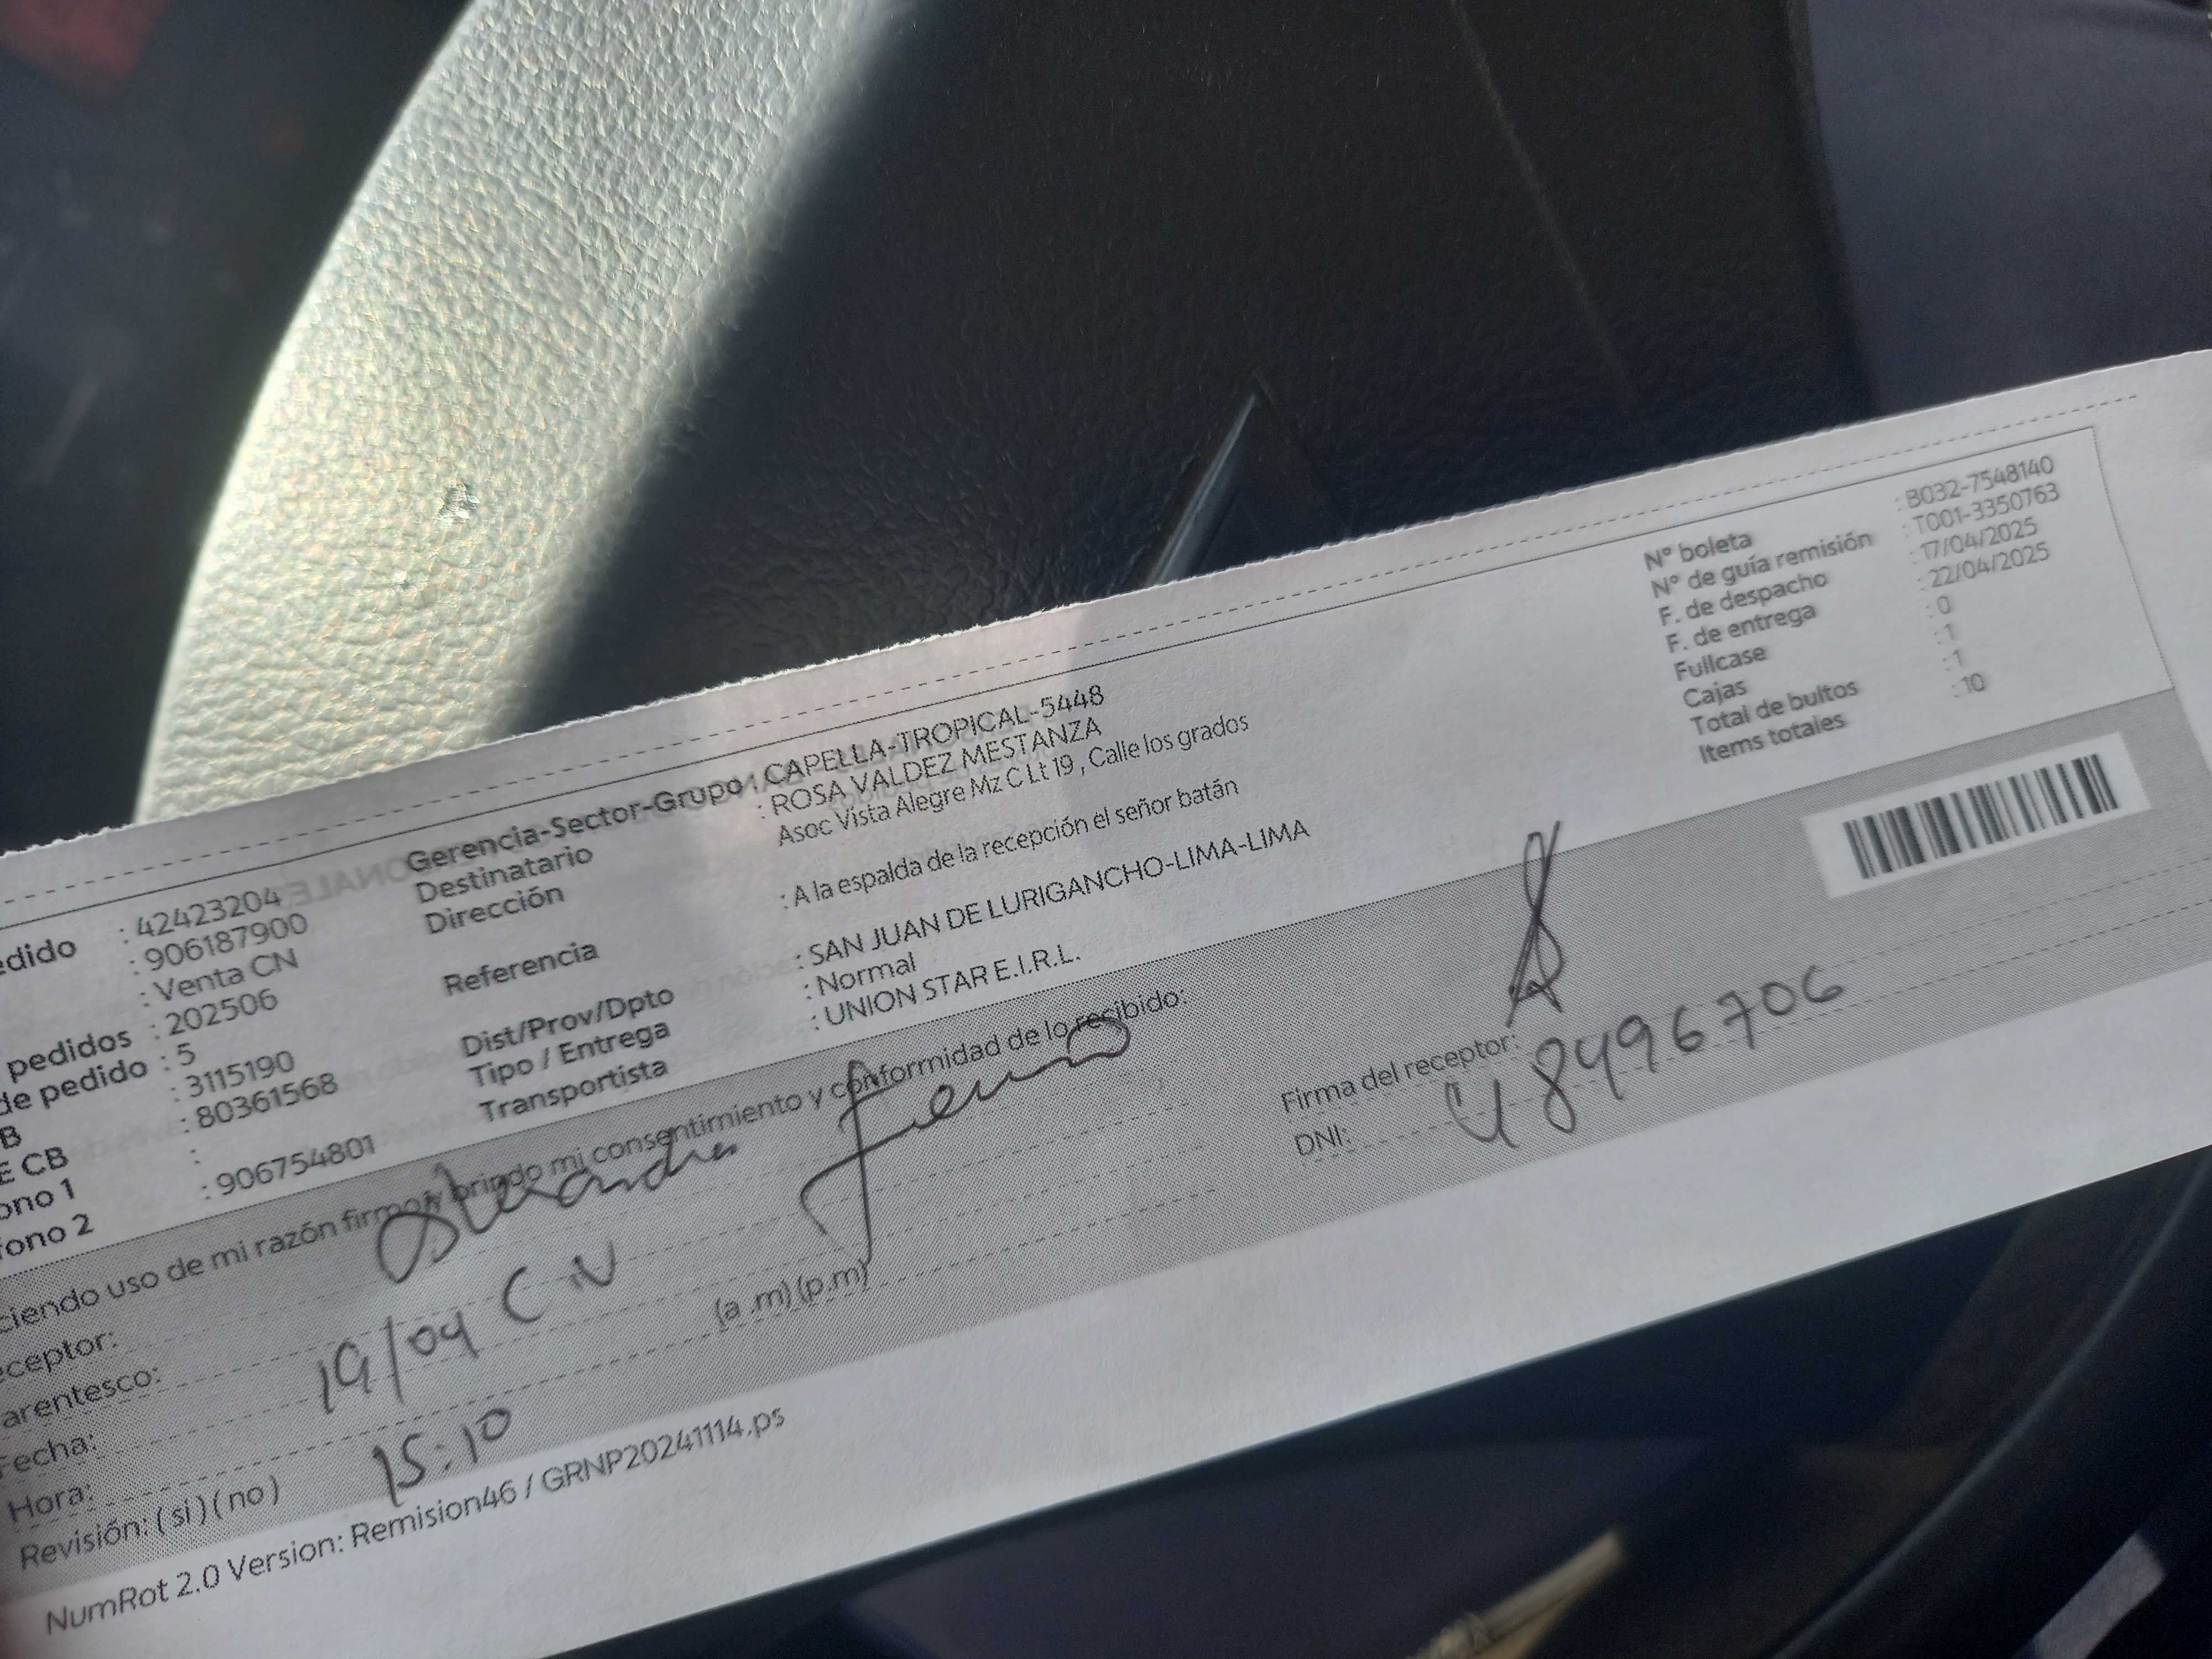 edido : 42423204
: 906187900
: Venta CN
pedidos : 202506
de pedido : 5
B : 3115190
E CB : 80361568
ono 1 :
fono 2 : 906754801
Gerencia-Sector-Grupo : CAPELLA-TROPICAL-5448
Destinatario : ROSA VALDEZ MESTANZA
Dirección Asoc Vista Alegre Mz C Lt 19 , Calle los grados
Referencia : A la espalda de la recepción el señor batán
Dist/Prov/Dpto : SAN JUAN DE LURIGANCHO-LIMA-LIMA
Tipo / Entrega : Normal
Transportista : UNION STAR E.I.R.L.
N° boleta : B032-7548140
N° de guía remisión : T001-3350763
F. de despacho : 17/04/2025
F. de entrega : 22/04/2025
Fullcase : 0
Cajas : 1
Total de bultos : 1
Items totales : 10
ciendo uso de mi razón firmo y brindo mi consentimiento y conformidad de lo recibido:
eceptor:
arentesco:
Fecha: 19/04 C N
Hora: 15:10 (a .m) (p.m)
Revisión: ( si ) ( no )
Firma del receptor:
DNI: 48496706
NumRot 2.0 Version: Remision46 / GRNP20241114.ps